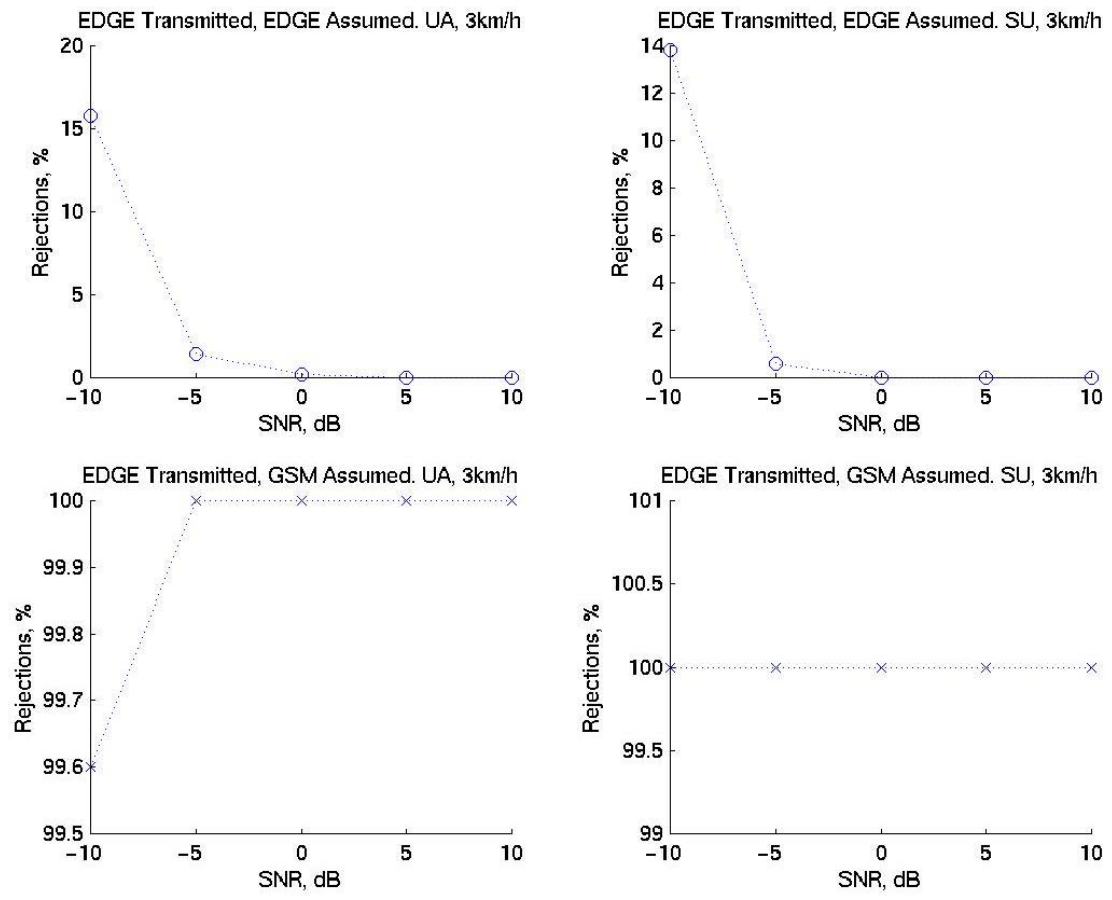 EDGE Transmitted, EDGE Assumed. UA, 3km/h
20
15
10
5
0
Rejections, %
-10 -5 0 5 10
SNR, dB
EDGE Transmitted, EDGE Assumed. SU, 3km/h
14
12
10
8
6
4
2
0
Rejections, %
-10 -5 0 5 10
SNR, dB
EDGE Transmitted, GSM Assumed. UA, 3km/h
100
99.9
99.8
99.7
99.6
99.5
Rejections, %
-10 -5 0 5 10
SNR, dB
EDGE Transmitted, GSM Assumed. SU, 3km/h
101
100.5
100
99.5
99
Rejections, %
-10 -5 0 5 10
SNR, dB